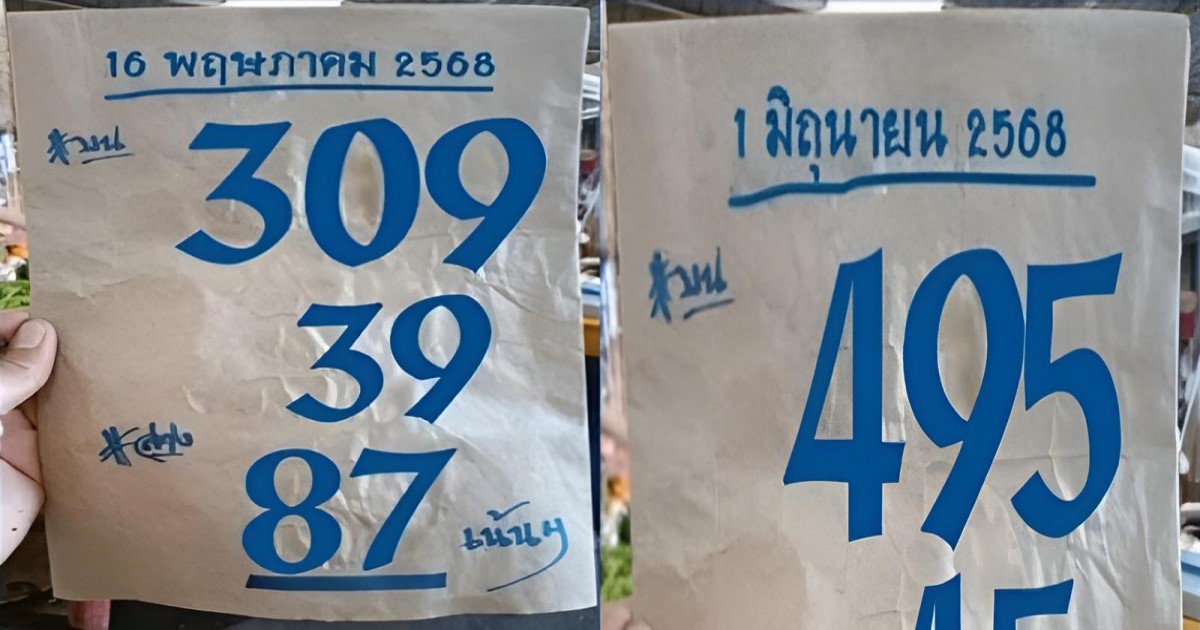 16 พฤษภาคม 2568
*บน
309
39
*ล่าง
87
เน้นๆ
1 มิถุนายน 2568
*บน
495
45